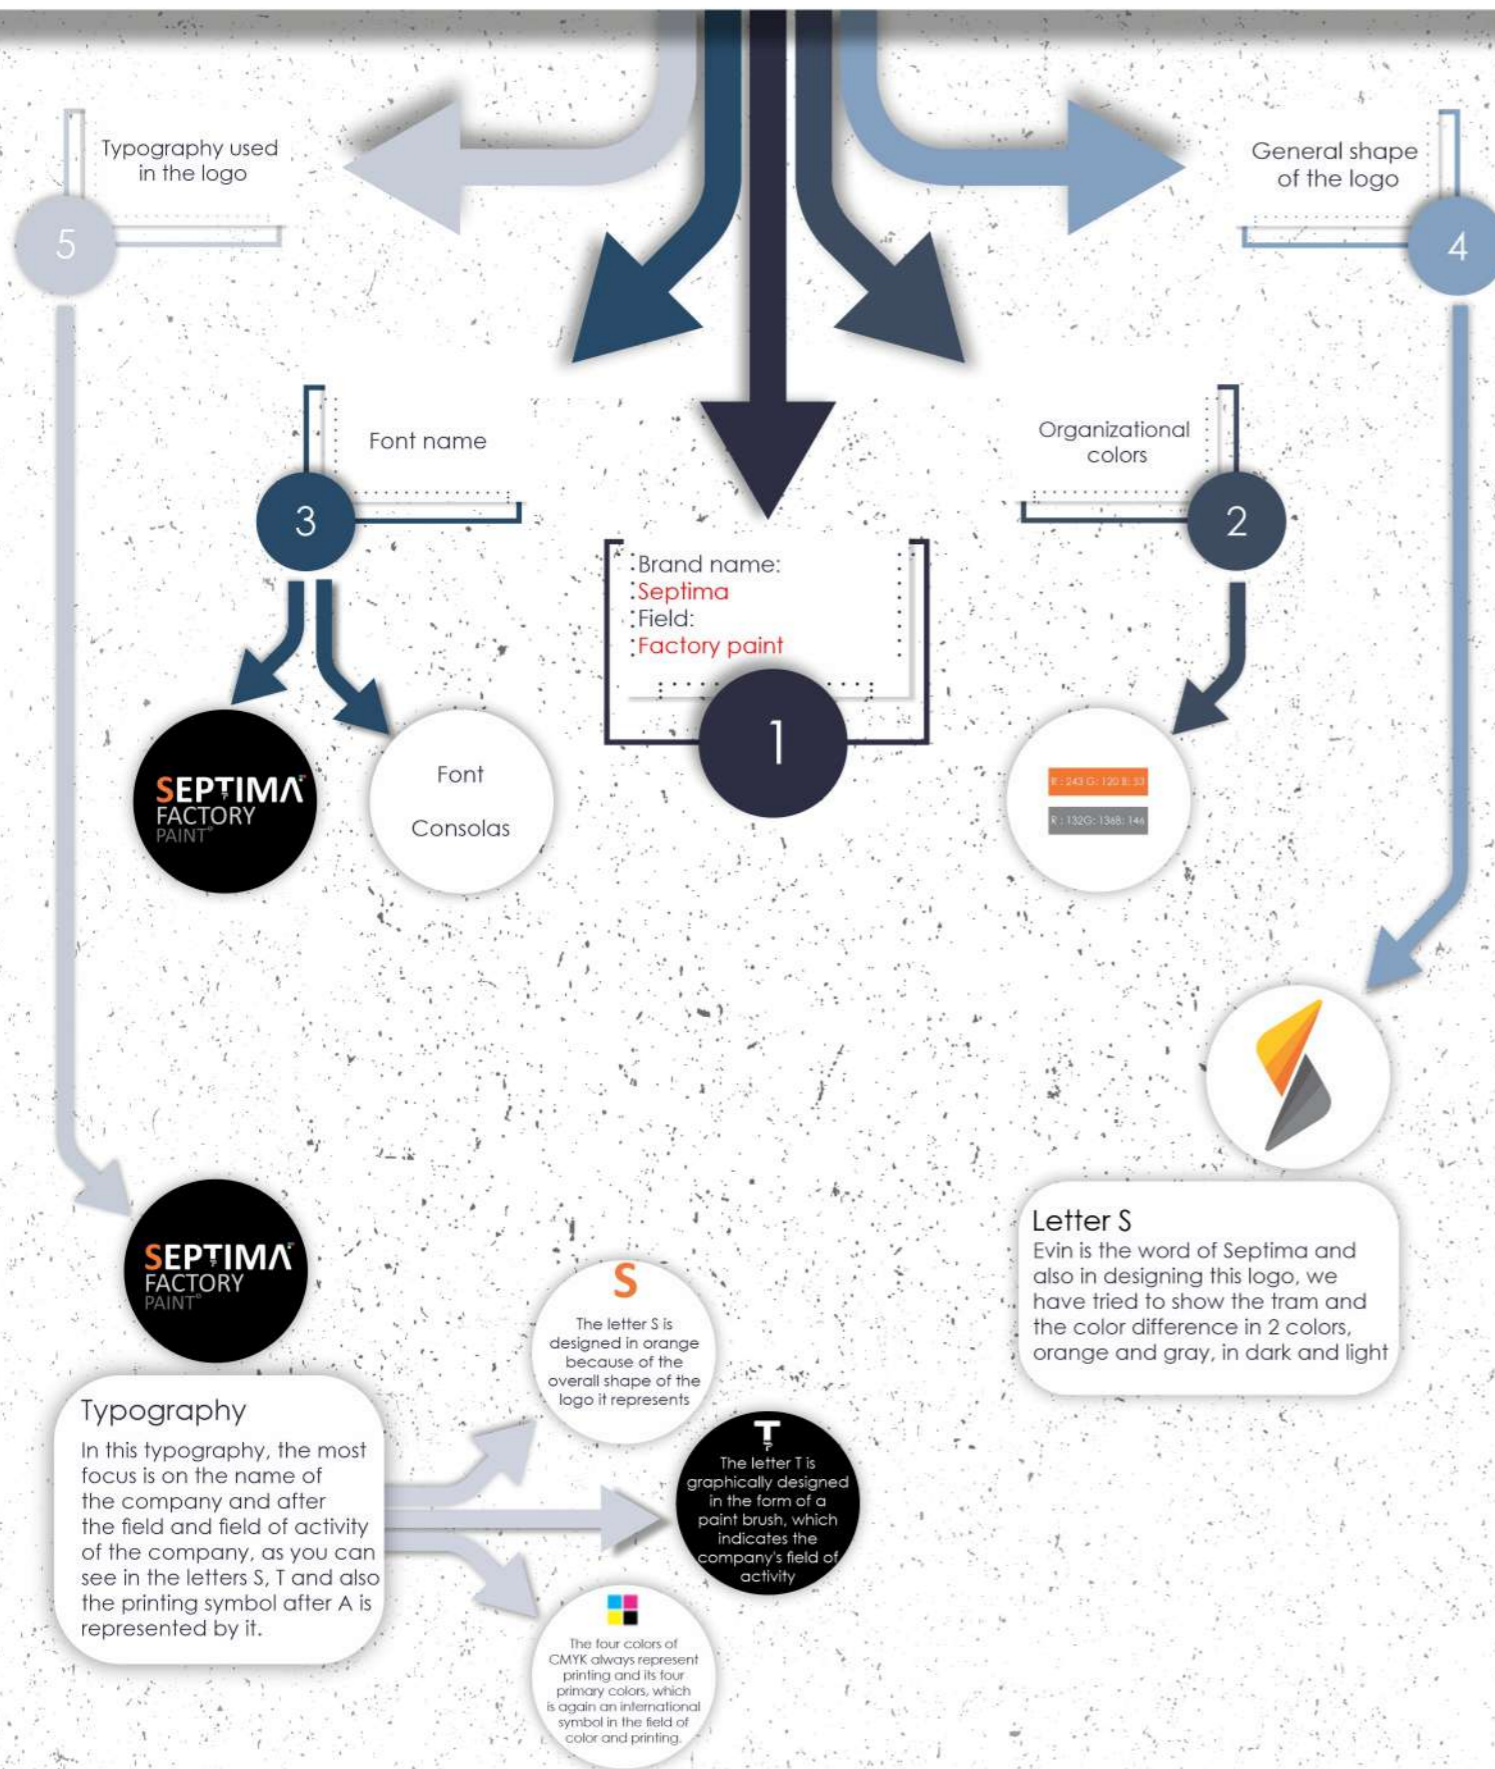 Typography used
in the logo
5
General shape
of the logo
4
Font name
3
Organizational
colors
2
Brand name:
Septima
Field:
Factory paint
1
SEPTIMA
FACTORY
PAINT
Font
Consolas
R : 243 G: 120 B: 53
R : 132G: 136B: 146
Letter S
Evin is the word of Septima and
also in designing this logo, we
have tried to show the tram and
the color difference in 2 colors,
orange and gray, in dark and light
SEPTIMA
FACTORY
PAINT
Typography
In this typography, the most
focus is on the name of
the company and after
the field and field of activity
of the company, as you can
see in the letters S, T and also
the printing symbol after A is
represented by it.
S
The letter S is
designed in orange
because of the
overall shape of the
logo it represents
T
The letter T is
graphically designed
in the form of a
paint brush, which
indicates the
company's field of
activity
The four colors of
CMYK always represent
printing and its four
primary colors, which
is again an international
symbol in the field of
color and printing.